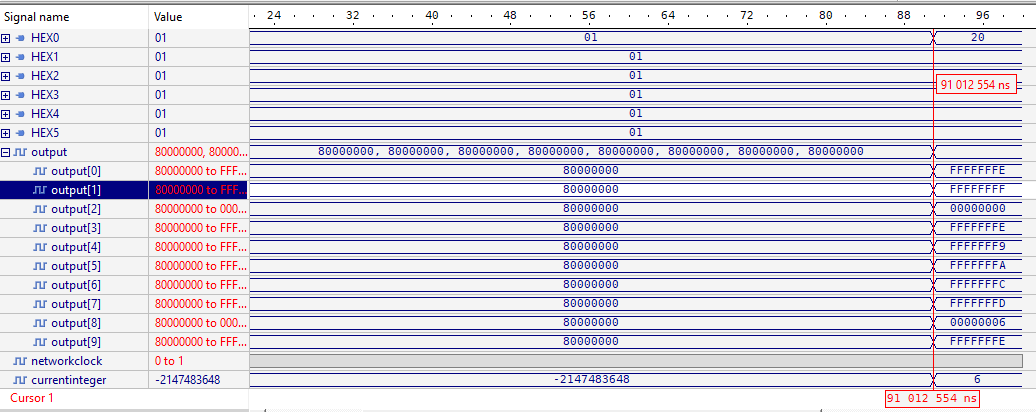 Signal name Value 24 32 40 48 56 64 72 80 88 96
HEX0 01 01 20
HEX1 01 01
HEX2 01 01
91 012 554 ns
HEX3 01 01
HEX4 01 01
HEX5 01 01
output 80000000, 80000... 80000000, 80000000, 80000000, 80000000, 80000000, 80000000, 80000000, 80000000
output[0] 80000000 to FFF... 80000000 FFFFFFFE
output[1] 80000000 to FFF... 80000000 FFFFFFFF
output[2] 80000000 to 000... 80000000 00000000
output[3] 80000000 to FFF... 80000000 FFFFFFFE
output[4] 80000000 to FFF... 80000000 FFFFFFF9
output[5] 80000000 to FFF... 80000000 FFFFFFFA
output[6] 80000000 to FFF... 80000000 FFFFFFFC
output[7] 80000000 to FFF... 80000000 FFFFFFFD
output[8] 80000000 to 000... 80000000 00000006
output[9] 80000000 to FFF... 80000000 FFFFFFFE
networkclock 0 to 1
currentinteger -2147483648 -2147483648 6
Cursor 1 91 012 554 ns